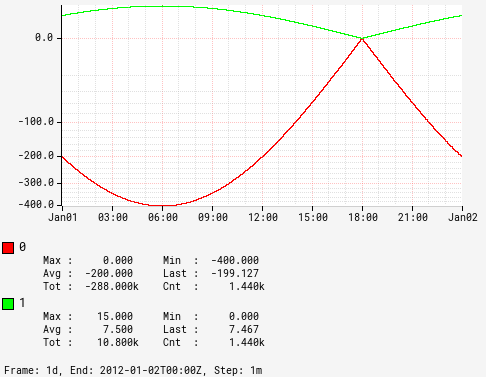 0.0
-100.0
-200.0
-300.0
-400.0
Jan01 03:00 06:00 09:00 12:00 15:00 18:00 21:00 Jan02
0
Max : 0.000 Min : -400.000
Avg : -200.000 Last : -199.127
Tot : -288.000k Cnt : 1.440k
1
Max : 15.000 Min : 0.000
Avg : 7.500 Last : 7.467
Tot : 10.800k Cnt : 1.440k
Frame: 1d, End: 2012-01-02T00:00Z, Step: 1m